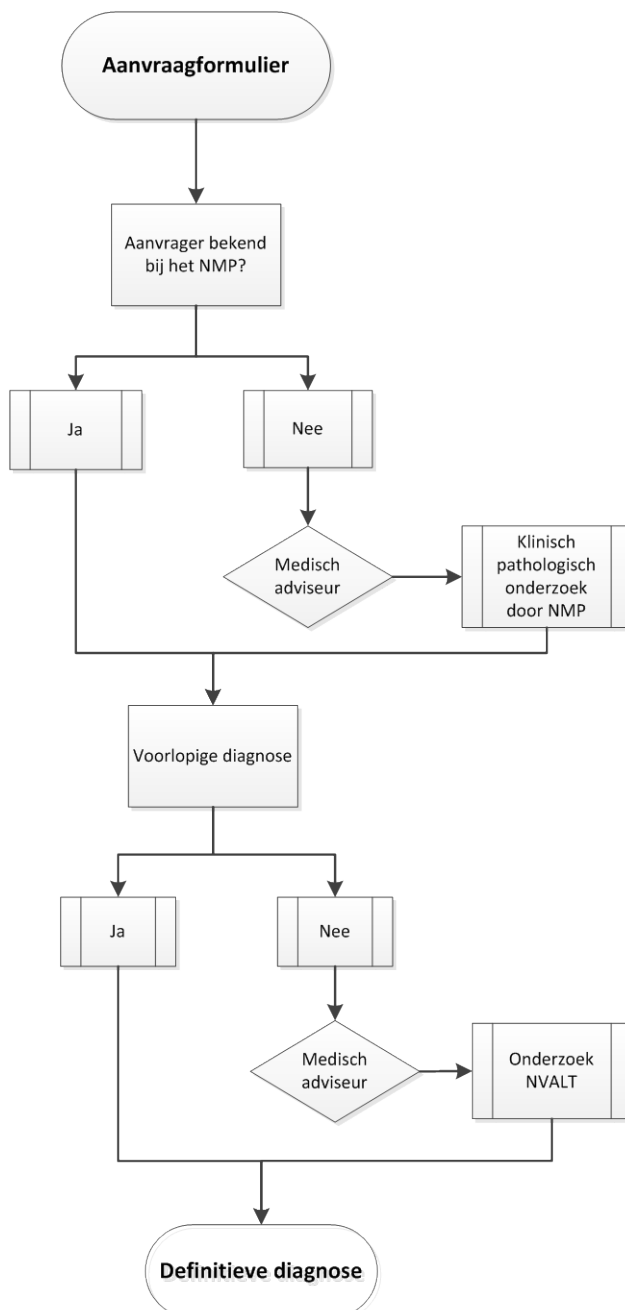 Aanvraagformulier
Aanvrager bekend
bij het NMP?
Ja
Nee
Medisch
adviseur
Klinisch
pathologisch
onderzoek
door NMP
Voorlopige diagnose
Ja
Nee
Medisch
adviseur
Onderzoek
NVALT
Definitieve diagnose